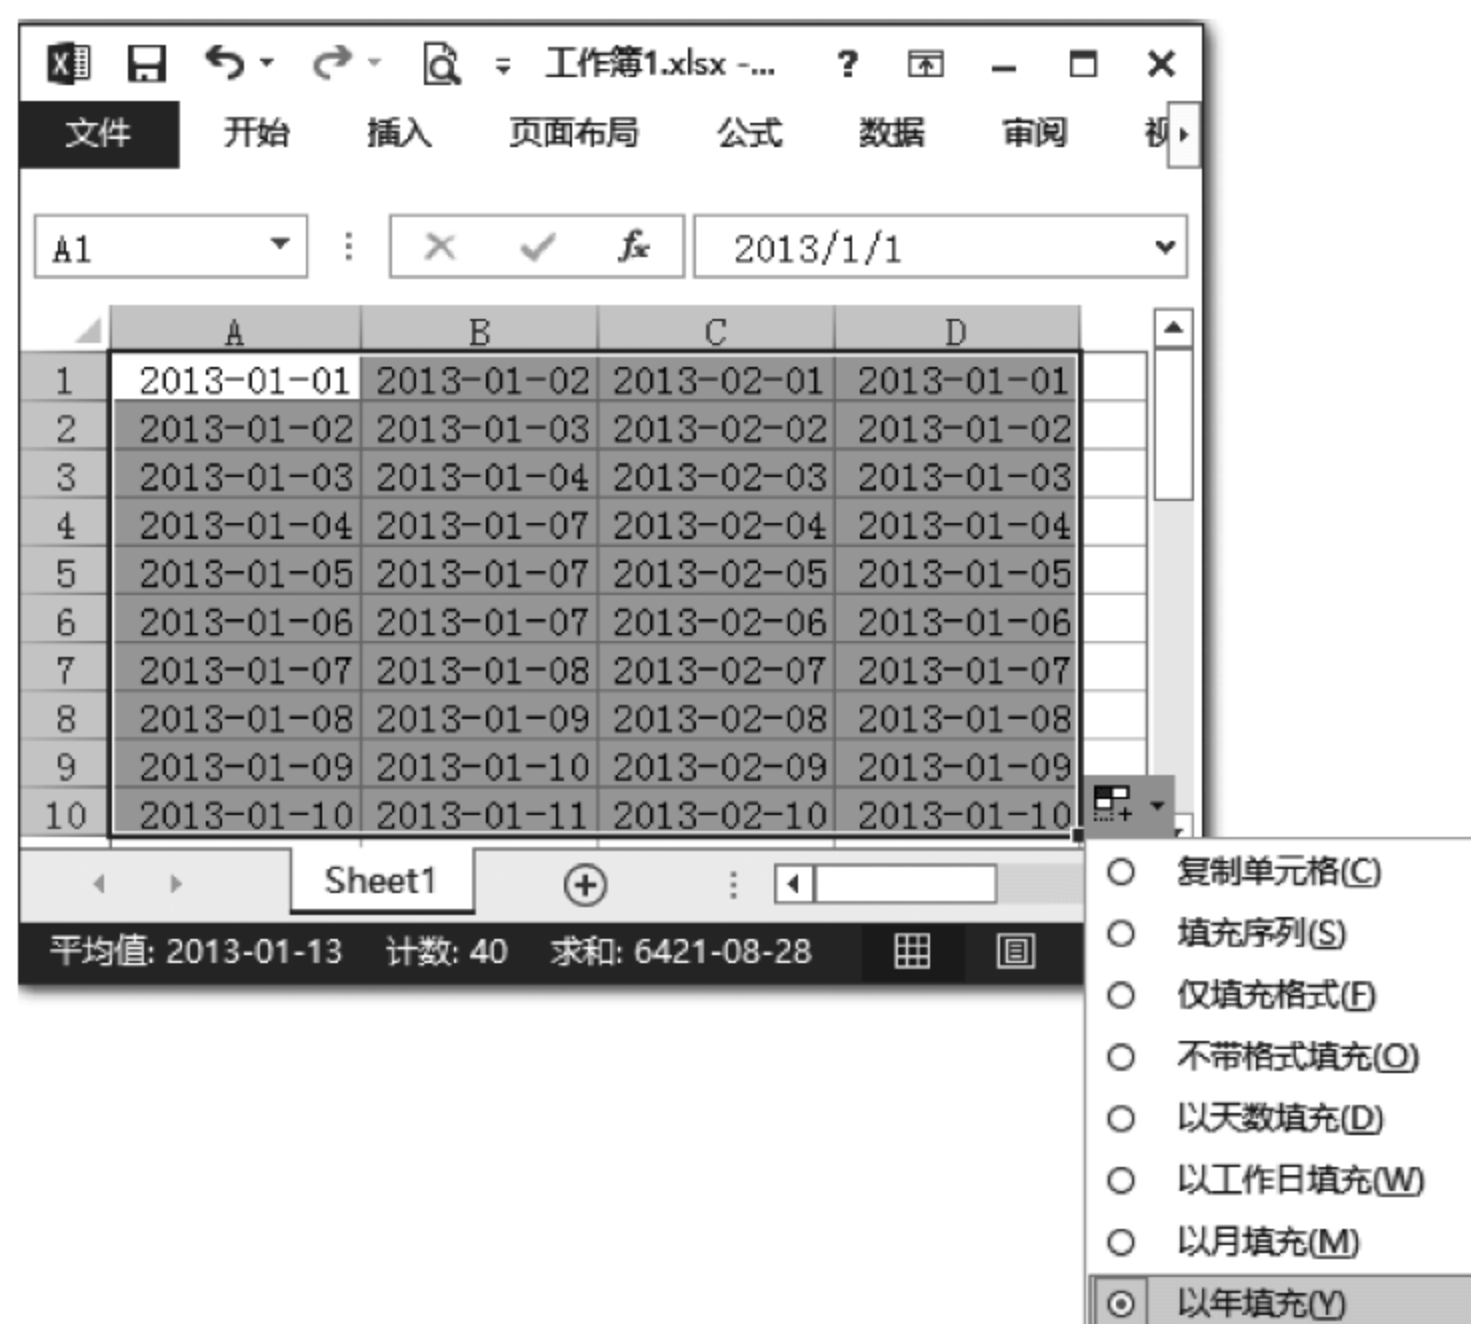 工作簿1.xlsx -...
文件 开始 插入 页面布局 公式 数据 审阅 视
A1 fx 2013/1/1
A B C D
1 2013-01-01 2013-01-02 2013-02-01 2013-01-01
2 2013-01-02 2013-01-03 2013-02-02 2013-01-02
3 2013-01-03 2013-01-04 2013-02-03 2013-01-03
4 2013-01-04 2013-01-07 2013-02-04 2013-01-04
5 2013-01-05 2013-01-07 2013-02-05 2013-01-05
6 2013-01-06 2013-01-07 2013-02-06 2013-01-06
7 2013-01-07 2013-01-08 2013-02-07 2013-01-07
8 2013-01-08 2013-01-09 2013-02-08 2013-01-08
9 2013-01-09 2013-01-10 2013-02-09 2013-01-09
10 2013-01-10 2013-01-11 2013-02-10 2013-01-10
Sheet1
平均值: 2013-01-13 计数: 40 求和: 6421-08-28
复制单元格(C)
填充序列(S)
仅填充格式(F)
不带格式填充(O)
以天数填充(D)
以工作日填充(W)
以月填充(M)
以年填充(Y)